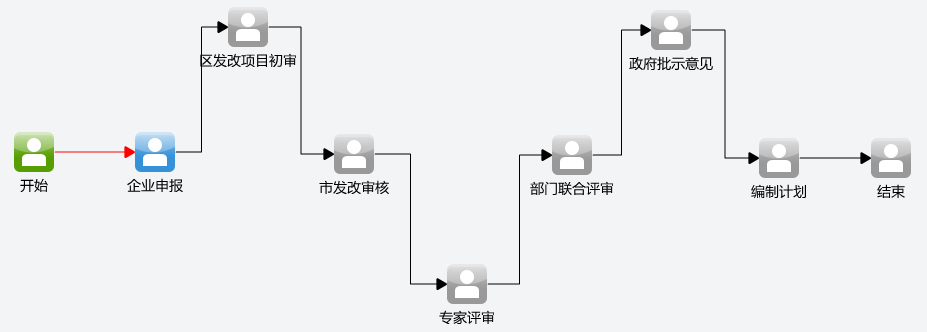 开始
企业申报
区发改项目初审
市发改审核
专家评审
部门联合评审
政府批示意见
编制计划
结束